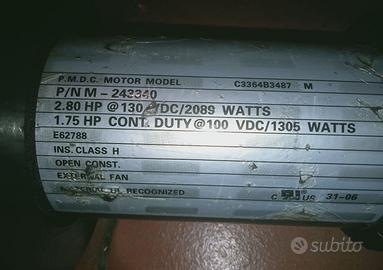 P.M.D.C. MOTOR MODEL C3364B3487 M
P/N M-243340
2.80 HP @ 130 VDC/2089 WATTS
1.75 HP CONT. DUTY @ 100 VDC/1305 WATTS
E62788
INS. CLASS H
OPEN CONST.
EXTERNAL FAN
MATERIAL UL RECOGNIZED
US 31-06
subito